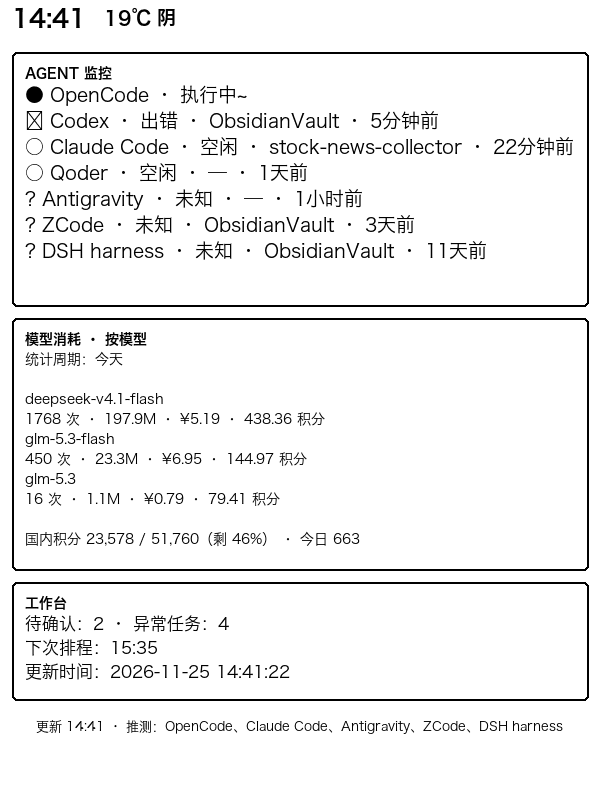 14:41 19℃ 阴
AGENT 监控
● OpenCode · 执行中~
☒ Codex · 出错 · ObsidianVault · 5分钟前
○ Claude Code · 空闲 · stock-news-collector · 22分钟前
○ Qoder · 空闲 · — · 1天前
? Antigravity · 未知 · — · 1小时前
? ZCode · 未知 · ObsidianVault · 3天前
? DSH harness · 未知 · ObsidianVault · 11天前
模型消耗 · 按模型
统计周期：今天
deepseek-v4.1-flash
1768 次 · 197.9M · ¥5.19 · 438.36 积分
glm-5.3-flash
450 次 · 23.3M · ¥6.95 · 144.97 积分
glm-5.3
16 次 · 1.1M · ¥0.79 · 79.41 积分
国内积分 23,578 / 51,760（剩 46%） · 今日 663
工作台
待确认：2 · 异常任务：4
下次排程：15:35
更新时间：2026-11-25 14:41:22
更新 14:41 · 推测：OpenCode、Claude Code、Antigravity、ZCode、DSH harness